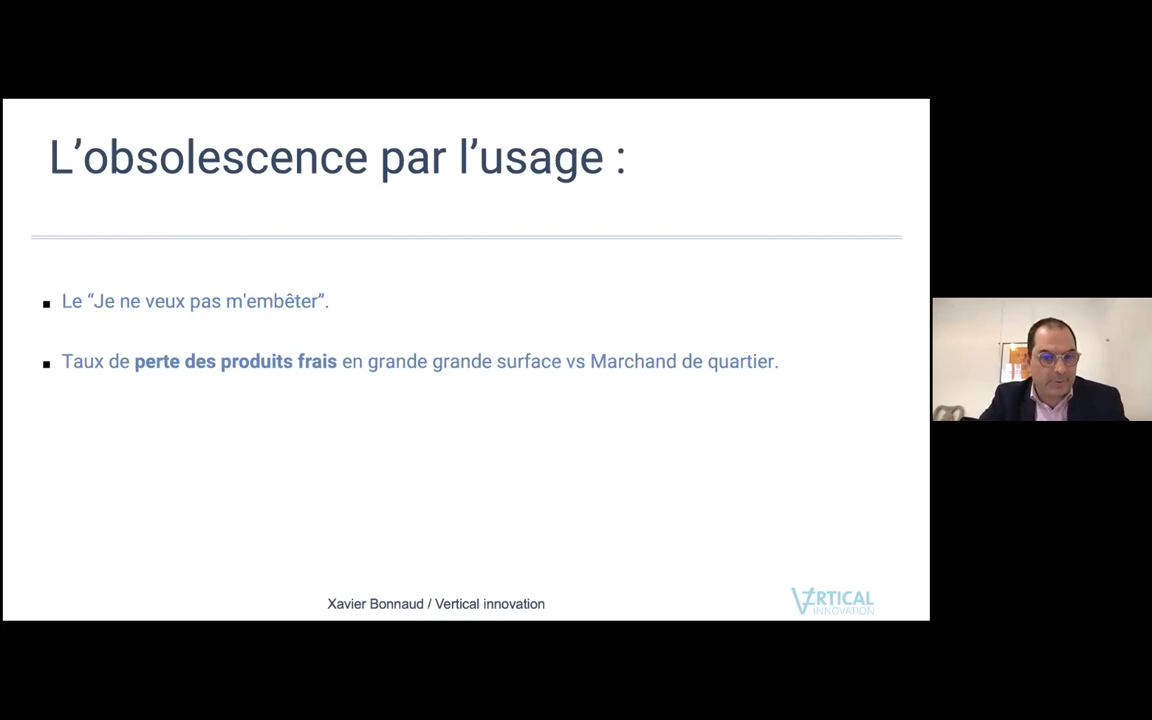 L’obsolescence par l’usage :
Le “Je ne veux pas m'embêter”.
Taux de perte des produits frais en grande grande surface vs Marchand de quartier.
Xavier Bonnaud / Vertical innovation
VERTICAL
INNOVATION